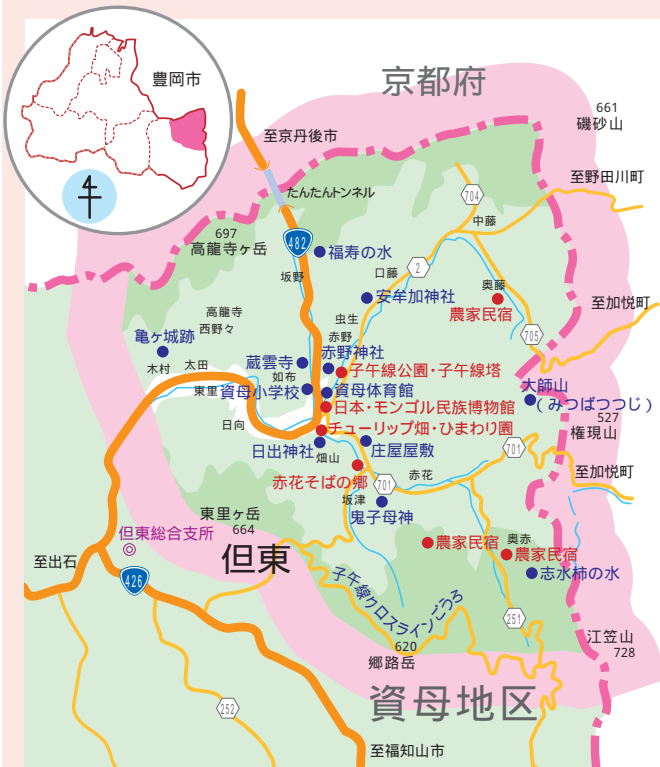 豊岡市
京都府
661
磯砂山
至京丹後市
至野田川町
たんたんトンネル
704
中藤
697
高龍寺ヶ岳
482
福寿の水
坂野
口藤
2
奥藤
安牟加神社
農家民宿
至加悦町
高龍寺
西野々
虫生
赤野
705
亀ヶ城跡
木村
太田
蔵雲寺
赤野神社
子午線公園・子午線塔
如布
東里
資母小学校
資母体育館
大師山
(みつばつつじ)
日本・モンゴル民族博物館
527
権現山
日向
チューリップ畑・ひまわり園
日出神社
庄屋屋敷
畑山
701
赤花そばの郷
701
赤花
至加悦町
坂津
鬼子母神
東里ヶ岳
664
但東総合支所
但東
農家民宿
奥赤
農家民宿
志水柿の水
至出石
426
子午線クロスラインごうろ
251
620
郷路岳
江笠山
728
資母地区
252
至福知山市